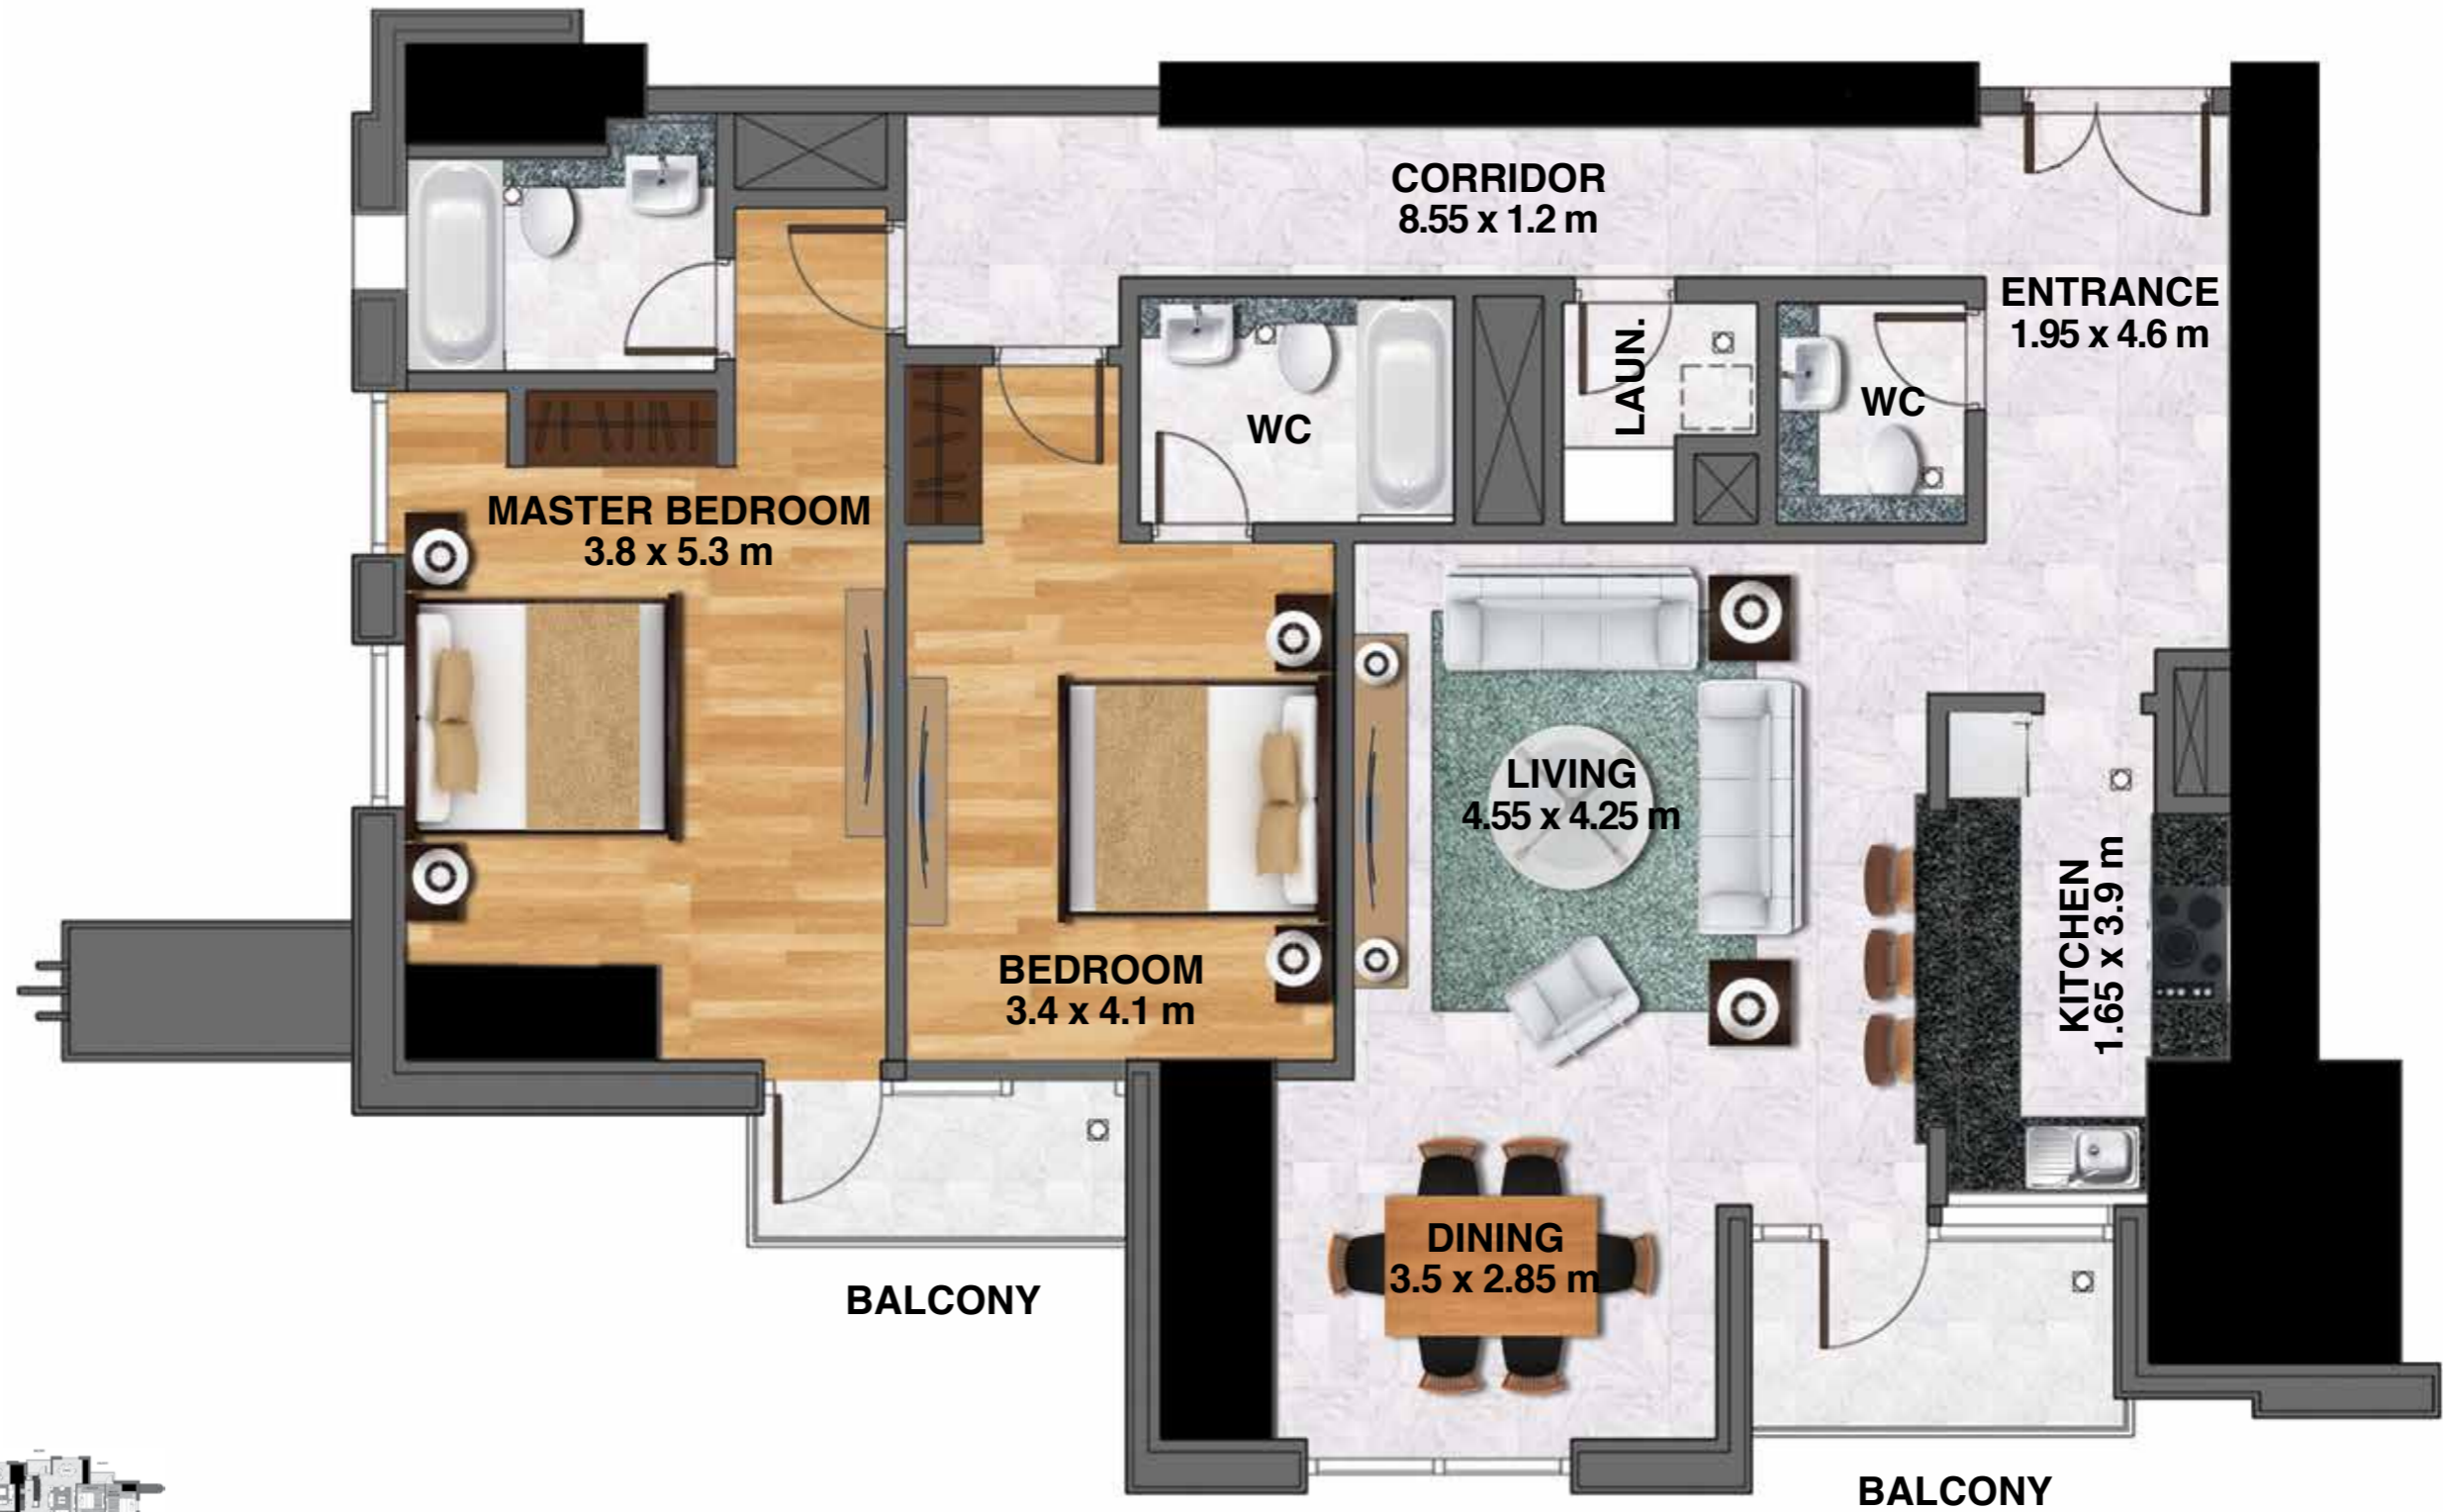 CORRIDOR
8.55 x 1.2 m
ENTRANCE
1.95 x 4.6 m
LAUN.
WC
WC
MASTER BEDROOM
3.8 x 5.3 m
LIVING
4.55 x 4.25 m
KITCHEN
1.65 x 3.9 m
BEDROOM
3.4 x 4.1 m
DINING
3.5 x 2.85 m
BALCONY
BALCONY